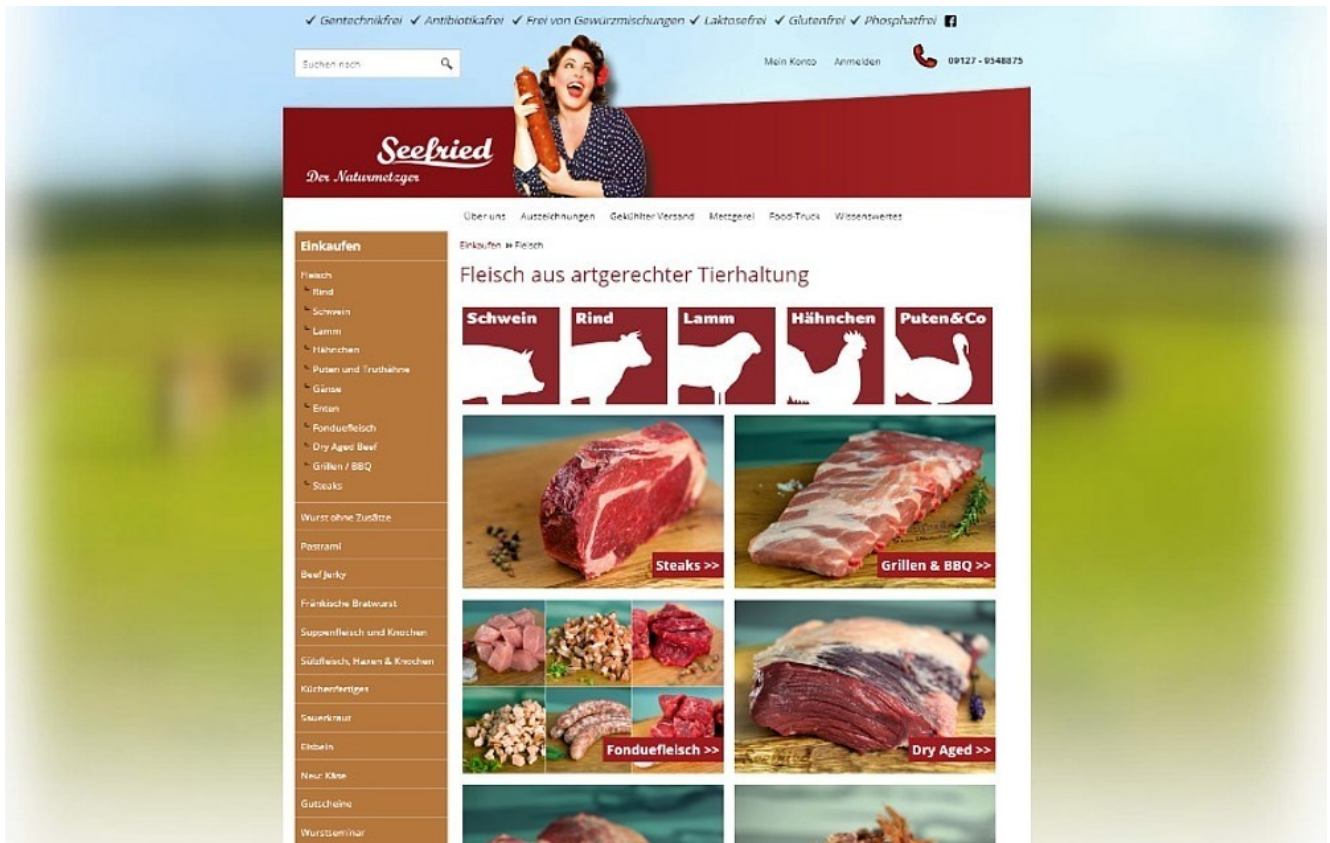 ✓ Gentechnikfrei ✓ Antibiotikafrei ✓ Frei von Gewürzmischungen ✓ Laktosefrei ✓ Glutenfrei ✓ Phosphatfrei
Suchen nach
Mein Konto Anmelden 09127 - 9548875
Seefried
Der Naturmetzger
Über uns Auszeichnungen Gekühlter Versand Metzgerei Food-Truck Wissenswertes
Einkaufen
Fleisch
Rind
Schwein
Lamm
Hähnchen
Puten und Truthähne
Gänse
Enten
Fonduefleisch
Dry Aged Beef
Grillen / BBQ
Steaks
Wurst ohne Zusätze
Pastrami
Beef Jerky
Fränkische Bratwurst
Suppenfleisch und Knochen
Sülzfleisch, Haxen & Knochen
Küchenfertiges
Sauerkraut
Eisbein
Neu: Käse
Gutscheine
Wurstseminar
Einkaufen » Fleisch
Fleisch aus artgerechter Tierhaltung
Schwein Rind Lamm Hähnchen Puten&Co
Steaks >>
Grillen & BBQ >>
Fonduefleisch >>
Dry Aged >>